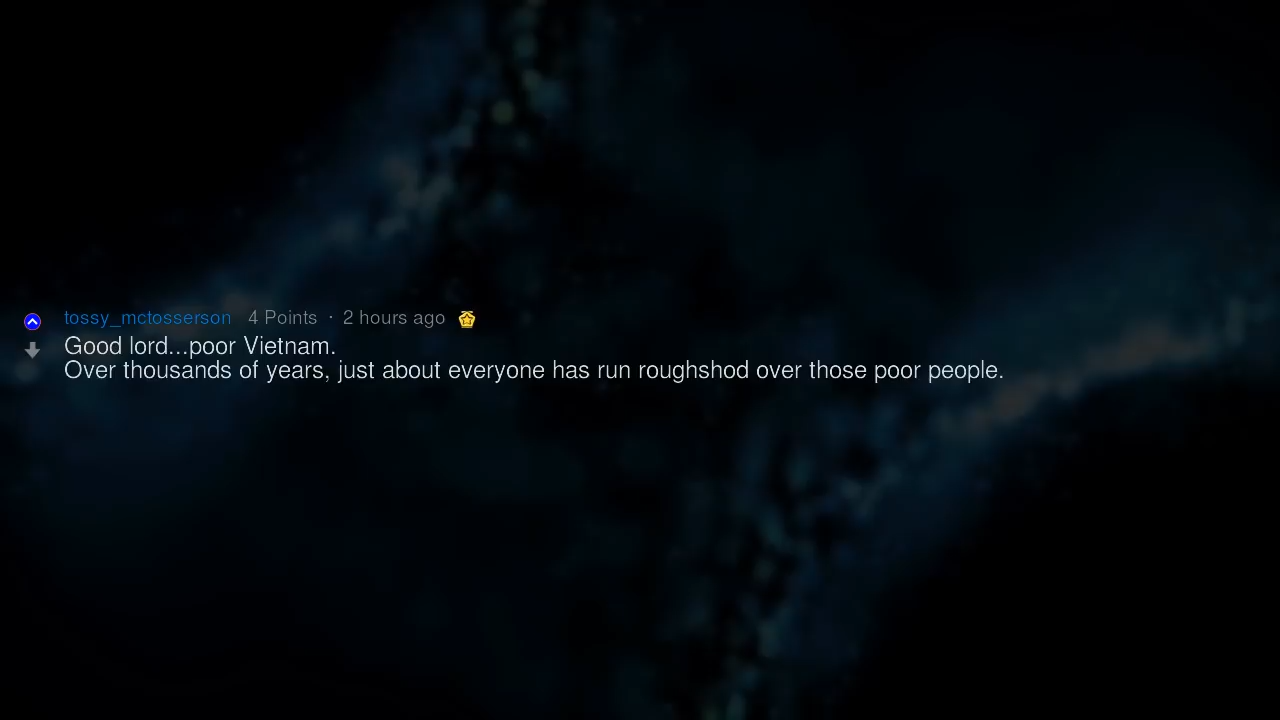 tossy_mctosserson 4 Points · 2 hours ago
Good lord...poor Vietnam.
Over thousands of years, just about everyone has run roughshod over those poor people.